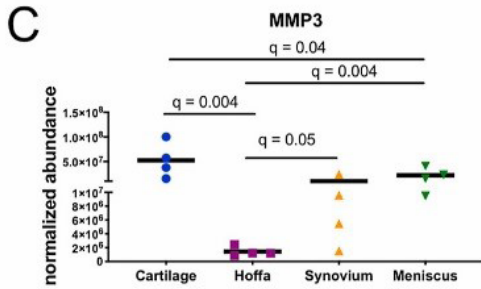 C
MMP3
q = 0.04
q = 0.004
q = 0.004
q = 0.05
normalized abundance
1.5×10⁸
1.0×10⁸
5.0×10⁷
1×10⁷
8×10⁶
6×10⁶
4×10⁶
2×10⁶
0
Cartilage Hoffa Synovium Meniscus